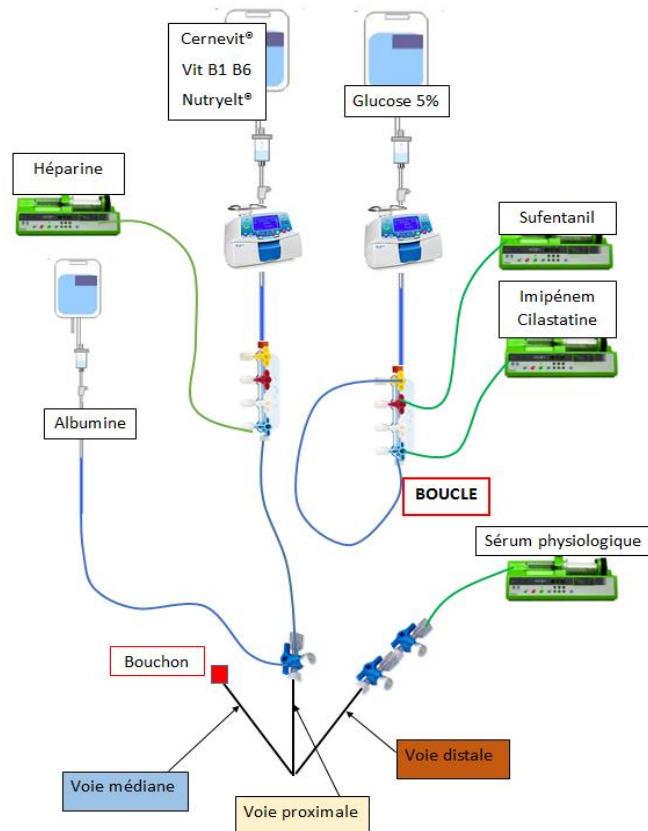 Cernevit®
Vit B1 B6
Nutryelt®
Glucose 5%
Héparine
Sufentanil
Imipénem
Cilastatine
Albumine
BOUCLE
Sérum physiologique
Bouchon
Voie distale
Voie médiane
Voie proximale